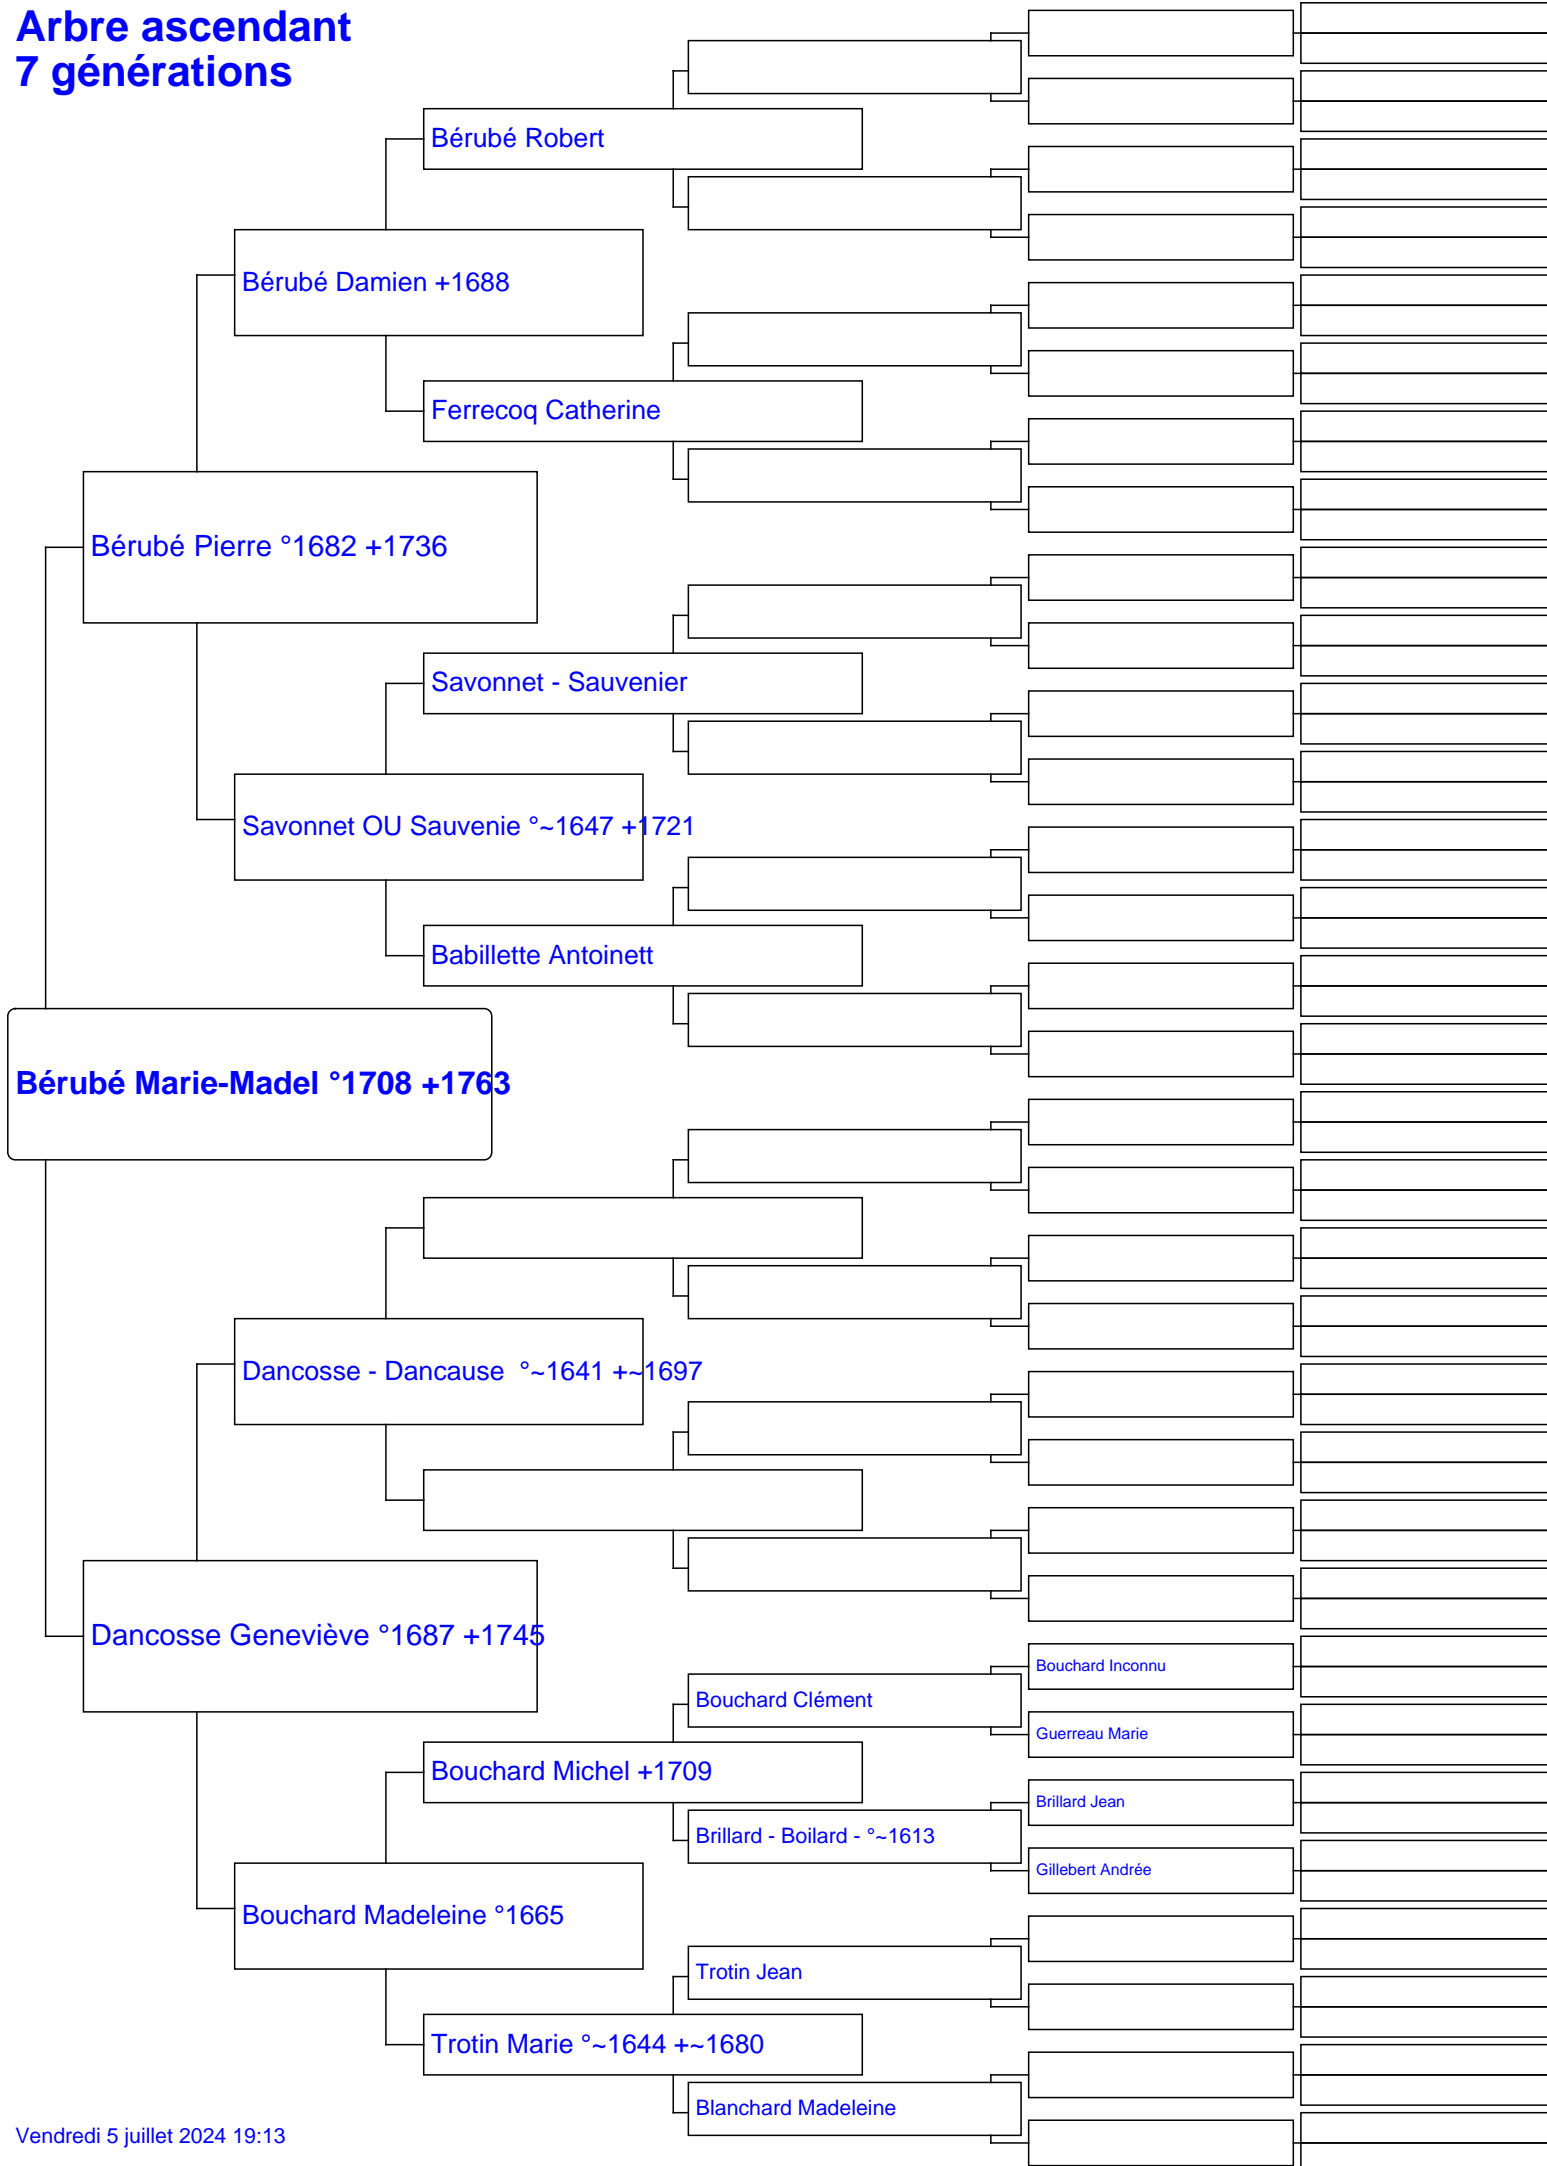 Arbre ascendant
7 générations
Bérubé Robert
Bérubé Damien +1688
Ferrecoq Catherine
Bérubé Pierre °1682 +1736
Savonnet - Sauvenier
Savonnet OU Sauvenie °~1647 +1721
Babillette Antoinett
Bérubé Marie-Madel °1708 +1763
Dancosse - Dancause  °~1641 +~1697
Dancosse Geneviève °1687 +1745
Bouchard Inconnu
Bouchard Clément
Guerreau Marie
Bouchard Michel +1709
Brillard Jean
Brillard - Boilard - °~1613
Gillebert Andrée
Bouchard Madeleine °1665
Trotin Jean
Trotin Marie °~1644 +~1680
Blanchard Madeleine
Vendredi 5 juillet 2024 19:13